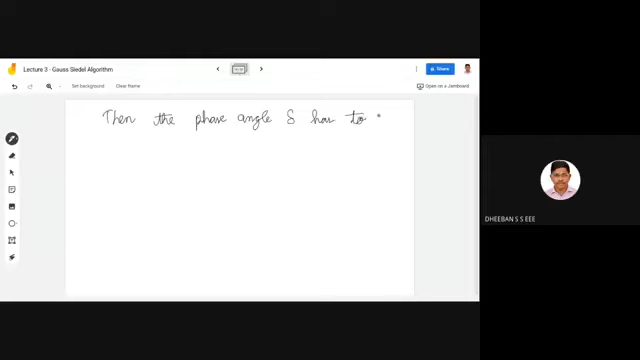 Lecture 3 - Gauss Siedel Algorithm
Share
Set background
Clear frame
Open on a Jamboard
Then the phase angle δ has to
DHEEBAN S S EEE